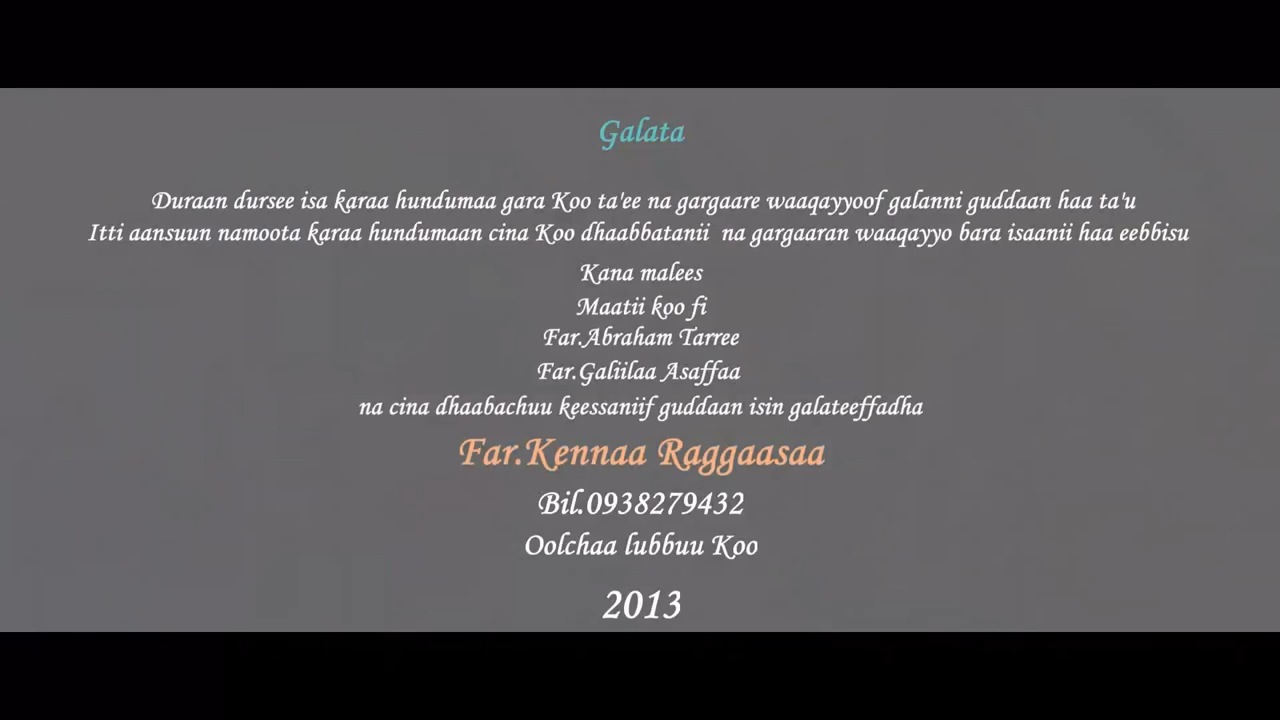 Galata
Duraan dursee isa karaa hundumaa gara Koo ta'ee na gargaare waaqayyoof galanni guddaan haa ta'u
Itti aansuun namoota karaa hundumaan cina Koo dhaabbatanii na gargaaran waaqayyo bara isaanii haa eebbisu
Kana malees
Maatii koo fi
Far.Abraham Tarree
Far.Galiilaa Asaffaa
na cina dhaabachuu keessaniif guddaan isin galateeffadha
Far.Kennaa Raggaasaa
Bil.0938279432
Oolchaa lubbuu Koo
2013